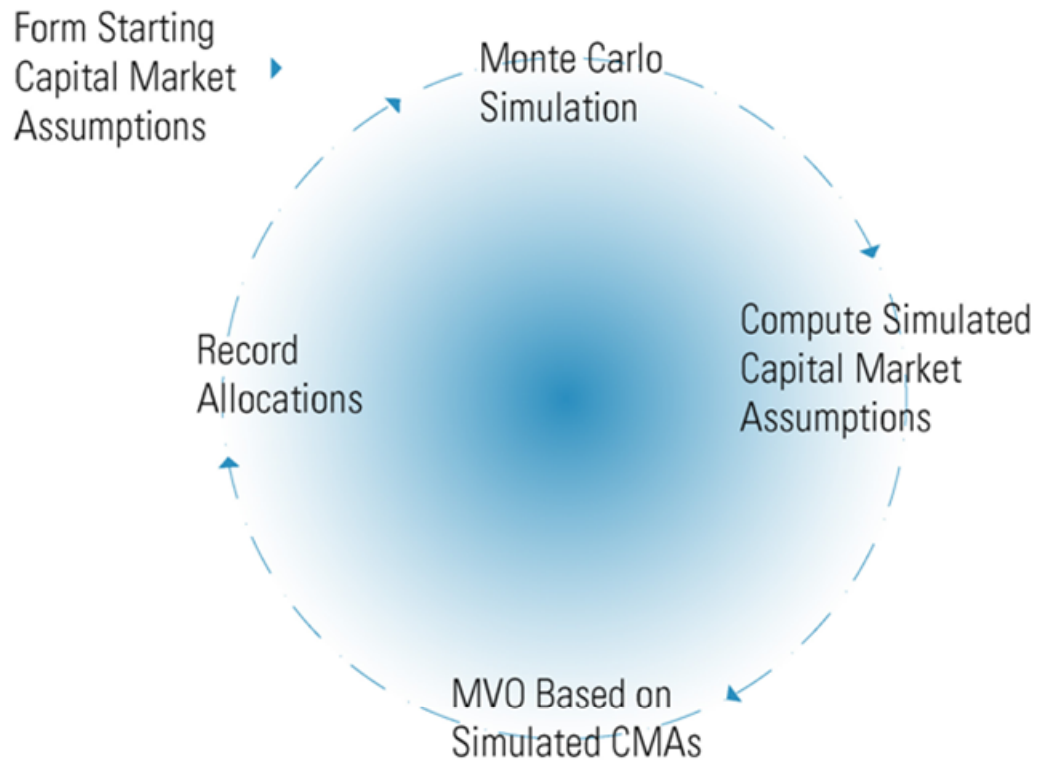 Form Starting
Capital Market
Assumptions
Monte Carlo
Simulation
Compute Simulated
Capital Market
Assumptions
MVO Based on
Simulated CMAs
Record
Allocations